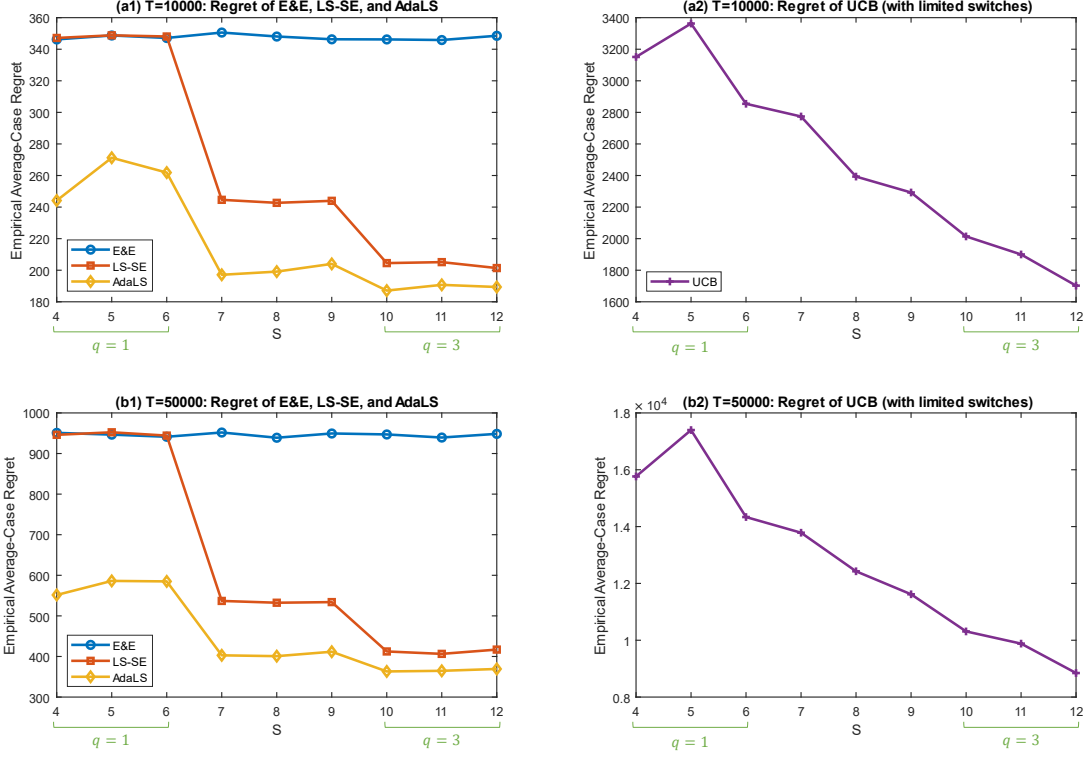 (a1) T=10000: Regret of E&E, LS-SE, and AdaLS
360
340
320
300
280
260
240
220
200
180
Empirical Average-Case Regret
E&E
LS-SE
AdaLS
4 5 6 7 8 9 10 11 12
S
q = 1
q = 3
(a2) T=10000: Regret of UCB (with limited switches)
3400
3200
3000
2800
2600
2400
2200
2000
1800
1600
Empirical Average-Case Regret
UCB
4 5 6 7 8 9 10 11 12
S
q = 1
q = 3
(b1) T=50000: Regret of E&E, LS-SE, and AdaLS
1000
900
800
700
600
500
400
300
Empirical Average-Case Regret
E&E
LS-SE
AdaLS
4 5 6 7 8 9 10 11 12
S
q = 1
q = 3
(b2) T=50000: Regret of UCB (with limited switches)
× 10⁴
1.8
1.6
1.4
1.2
1
0.8
Empirical Average-Case Regret
UCB
4 5 6 7 8 9 10 11 12
S
q = 1
q = 3